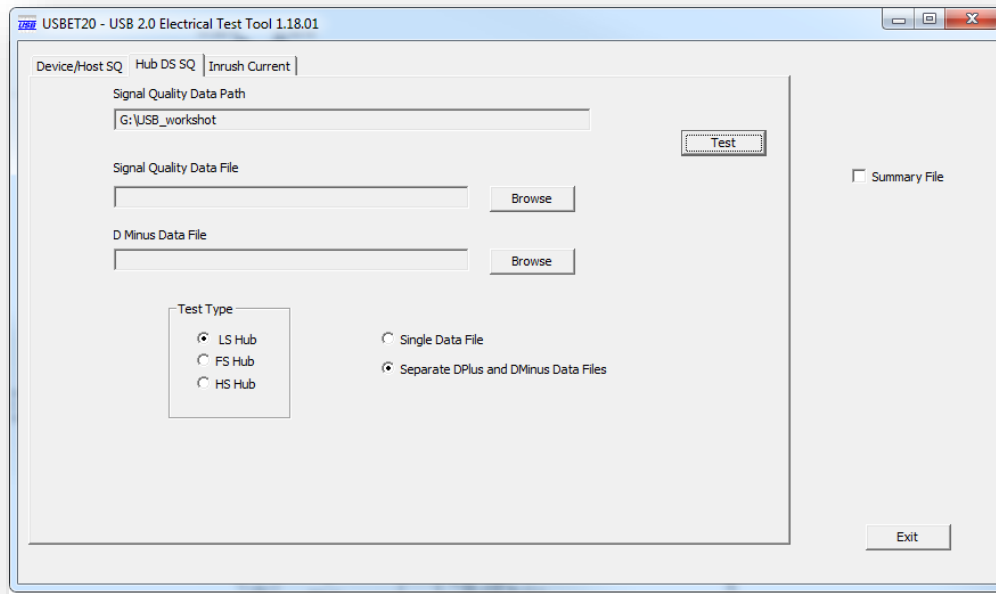 USB USBET20 - USB 2.0 Electrical Test Tool 1.18.01
Device/Host SQ Hub DS SQ Inrush Current
Signal Quality Data Path
G:\USB_workshot
Test
Signal Quality Data File
Summary File
Browse
D Minus Data File
Browse
Test Type
LS Hub
Single Data File
FS Hub
Separate DPlus and DMinus Data Files
HS Hub
Exit